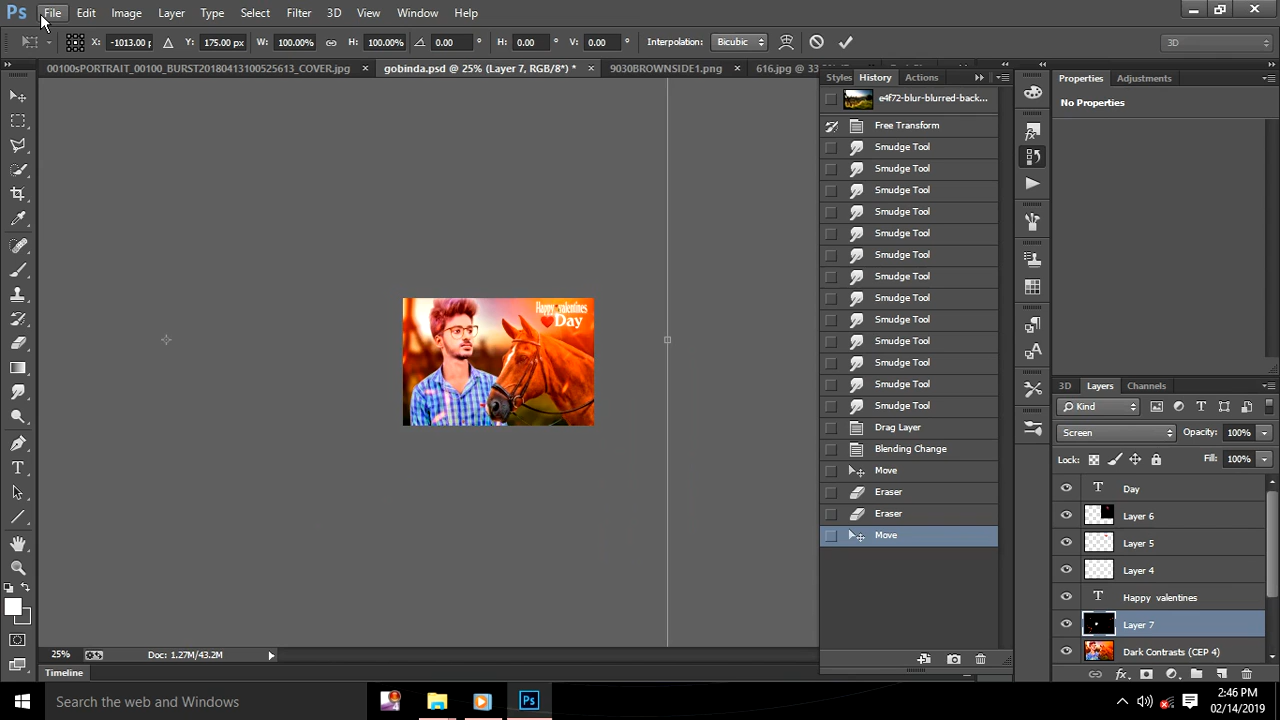 Ps File Edit Image Layer Type Select Filter 3D View Window Help
X: -1013.00 p Y: 175.00 px W: 100.00% H: 100.00% 0.00 ° H: 0.00 ° V: 0.00 ° Interpolation: Bicubic 3D
00100sPORTRAIT_00100_BURST20180413100525613_COVER.jpg × gobinda.psd @ 25% (Layer 7, RGB/8*) * × 9030BROWNSIDE1.png × 616.jpg @ 33.
Styles History Actions
Properties Adjustments
No Properties
e4f72-blur-blurred-back...
Free Transform
Smudge Tool
Smudge Tool
Smudge Tool
Smudge Tool
Smudge Tool
Smudge Tool
Smudge Tool
Smudge Tool
Smudge Tool
Smudge Tool
Smudge Tool
Smudge Tool
Smudge Tool
Drag Layer
Blending Change
Move
Eraser
Eraser
Move
Happy valentines
Day
3D Layers Channels
Kind
Screen Opacity: 100%
Lock: Fill: 100%
Day
Layer 6
Layer 5
Layer 4
Happy valentines
Layer 7
Dark Contrasts (CEP 4)
25% Doc: 1.27M/43.2M
Timeline
Search the web and Windows
Ps
2:46 PM
02/14/2019